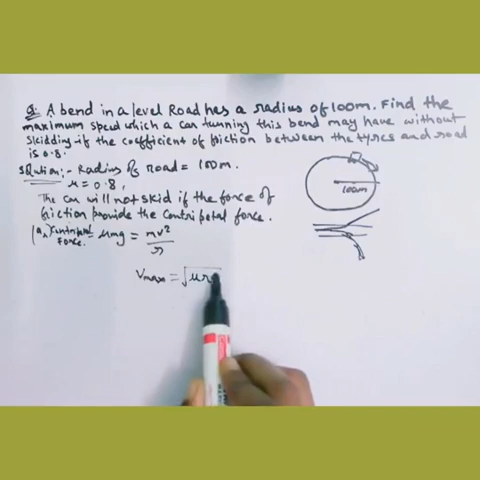 Q: A bend in a level Road has a radius of 100m. Find the
maximum speed which a car turning this bend may have without
skidding if the coefficient of friction between the tyres and road
is 0.8.
Solution:- Radius of road = 100m.
μ = 0.8,
The car will not skid if the force of
friction provide the centripetal force.
Centripetal Force = μmg = mv²/r
Vmax = √μr
100m